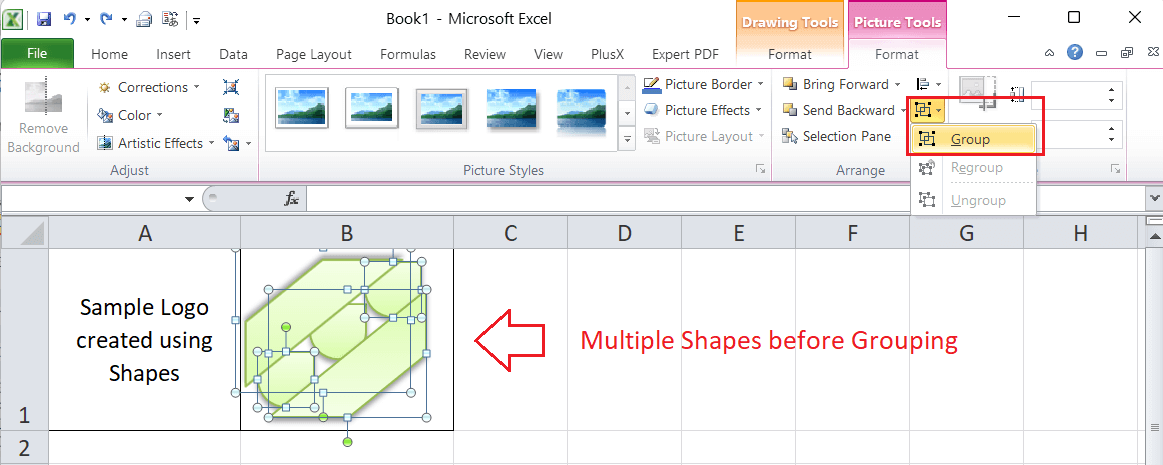 Book1 - Microsoft Excel
Drawing Tools
Picture Tools
File
Home
Insert
Data
Page Layout
Formulas
Review
View
PlusX
Expert PDF
Format
Format
Remove
Background
Corrections
Color
Artistic Effects
Adjust
Picture Styles
Picture Border
Picture Effects
Picture Layout
Bring Forward
Send Backward
Selection Pane
Arrange
Group
Regroup
Ungroup
fx
A
B
C
D
E
F
G
H
1
Sample Logo
created using
Shapes
Multiple Shapes before Grouping
2